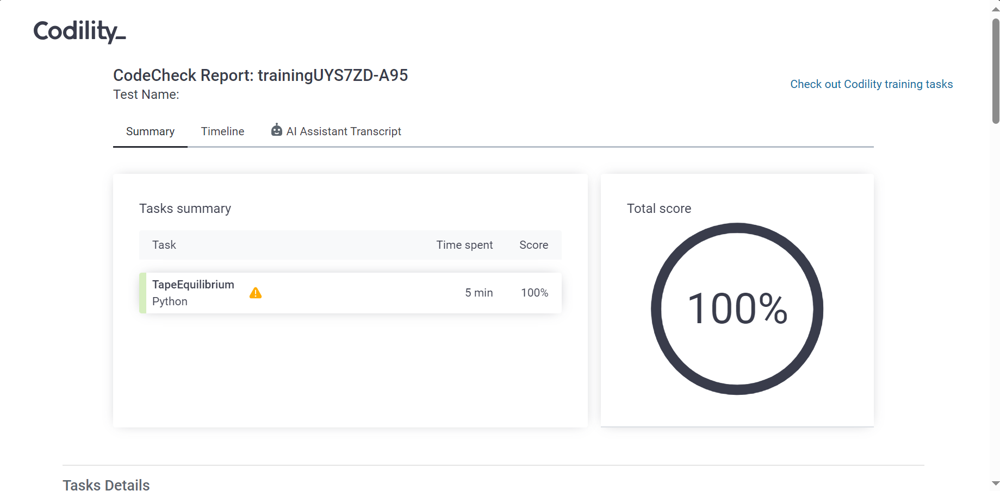 Codility_
CodeCheck Report: trainingUYS7ZD-A95
Test Name:
Check out Codility training tasks
Summary
Timeline
AI Assistant Transcript
Tasks summary
Task Time spent Score
TapeEquilibrium
Python
5 min 100%
Total score
100%
Tasks Details